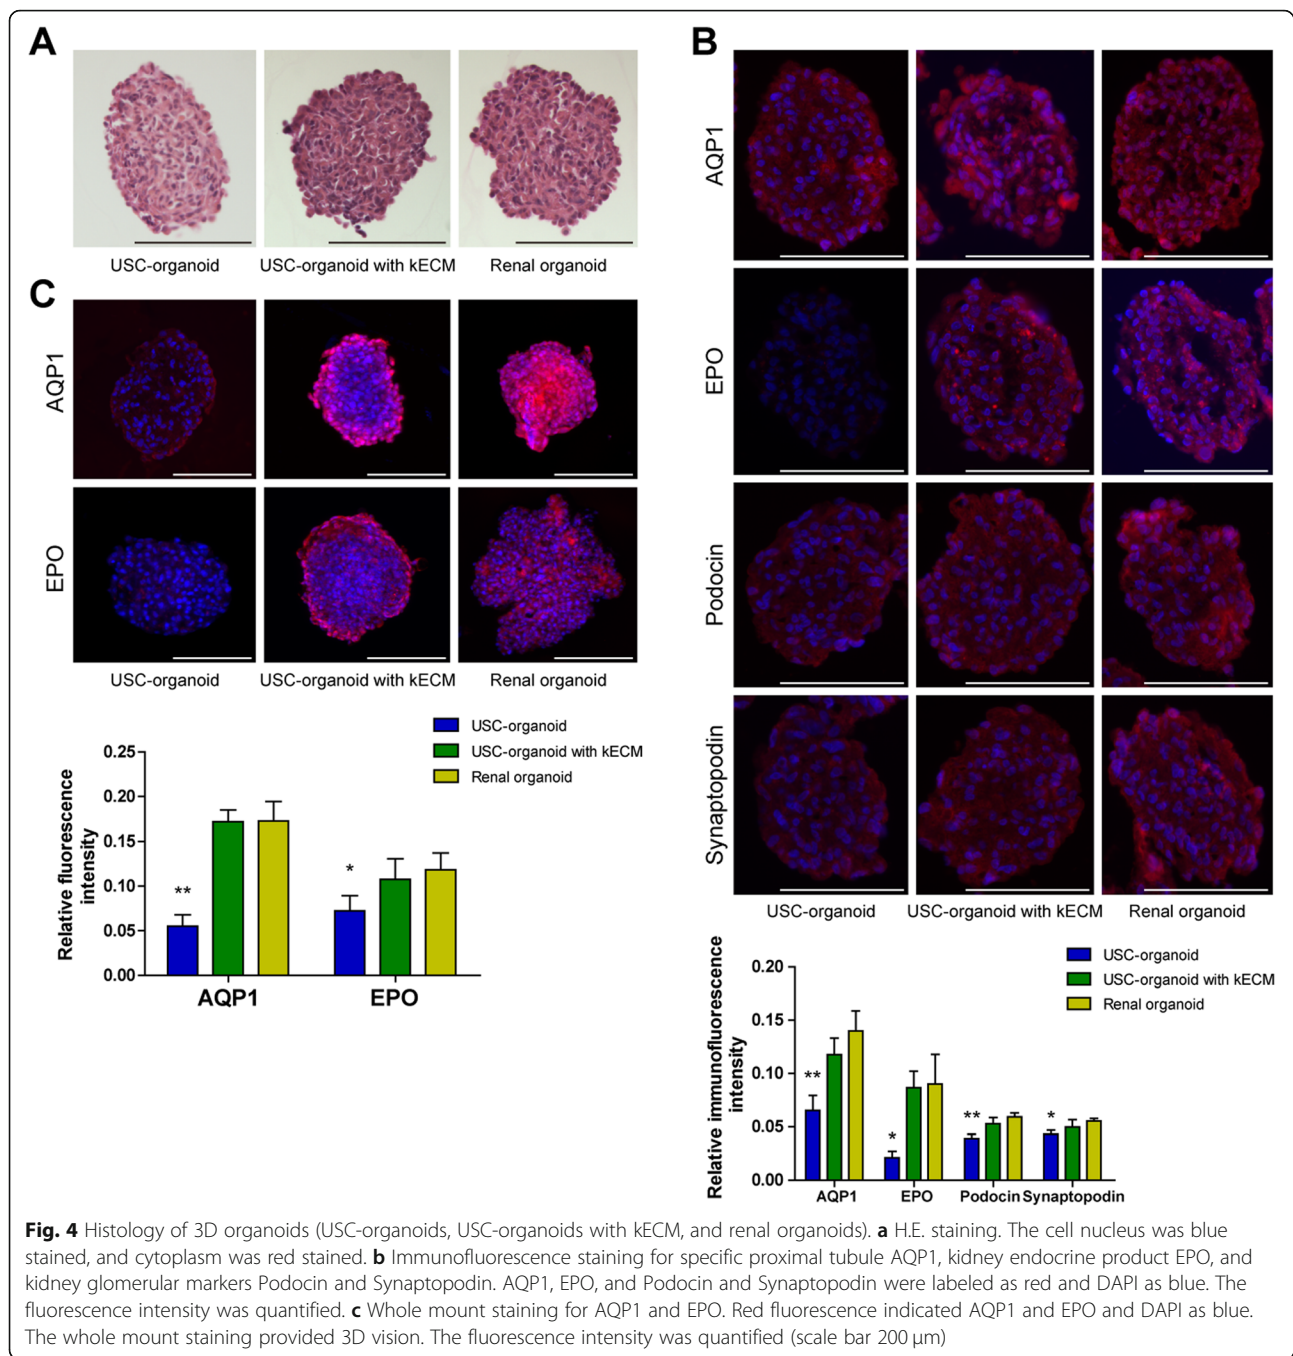 A
USC-organoid
USC-organoid with kECM
Renal organoid
B
AQP1
EPO
Podocin
Synaptopodin
USC-organoid
USC-organoid with kECM
Renal organoid
Relative immunofluorescence
intensity
0.20
0.15
0.10
0.05
0.00
**
*
**
*
AQP1
EPO
Podocin
Synaptopodin
USC-organoid
USC-organoid with kECM
Renal organoid
C
AQP1
EPO
USC-organoid
USC-organoid with kECM
Renal organoid
USC-organoid
USC-organoid with kECM
Renal organoid
Relative fluorescence
intensity
0.25
0.20
0.15
0.10
0.05
0.00
**
*
AQP1
EPO
Fig. 4 Histology of 3D organoids (USC-organoids, USC-organoids with kECM, and renal organoids). a H.E. staining. The cell nucleus was blue
stained, and cytoplasm was red stained. b Immunofluorescence staining for specific proximal tubule AQP1, kidney endocrine product EPO, and
kidney glomerular markers Podocin and Synaptopodin. AQP1, EPO, and Podocin and Synaptopodin were labeled as red and DAPI as blue. The
fluorescence intensity was quantified. c Whole mount staining for AQP1 and EPO. Red fluorescence indicated AQP1 and EPO and DAPI as blue.
The whole mount staining provided 3D vision. The fluorescence intensity was quantified (scale bar 200 μm)